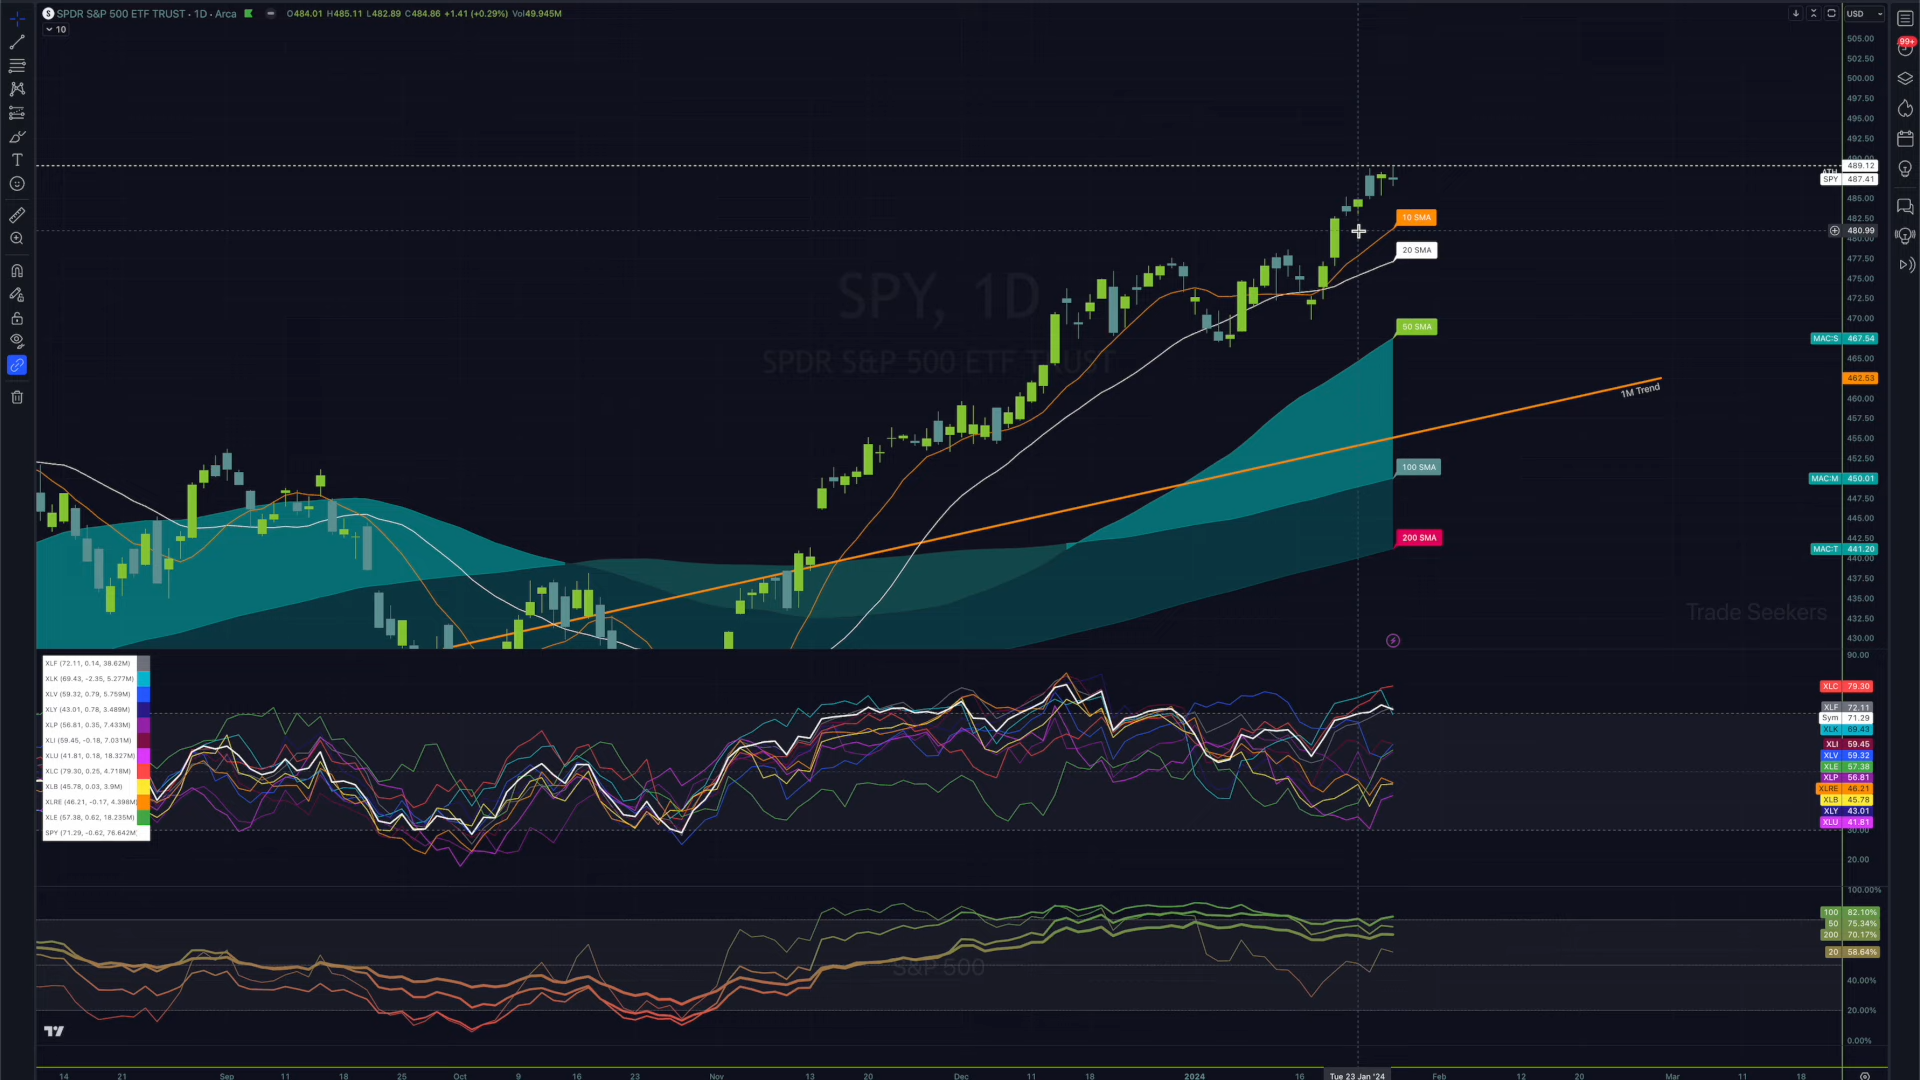 SPDR S&P 500 ETF TRUST · 1D · Arca O484.01 H485.11 L482.89 C484.86 +1.41 (+0.29%) Vol49.945M
10
USD
505.00
502.50
500.00
497.50
495.00
492.50
490.00
489.12
SPY 487.41
485.00
482.50
480.99
480.00
477.50
475.00
472.50
470.00
MAC:S 467.54
465.00
462.53
460.00
457.50
455.00
452.50
MAC:M 450.01
447.50
445.00
442.50
MAC:T 441.20
440.00
437.50
435.00
432.50
430.00
99+
10 SMA
20 SMA
50 SMA
100 SMA
200 SMA
1M Trend
SPY, 1D
SPDR S&P 500 ETF TRUST
Trade Seekers
XLF (72.11, 0.14, 38.62M)
XLK (69.43, -2.35, 5.277M)
XLV (59.32, 0.79, 5.759M)
XLY (43.01, 0.78, 3.489M)
XLP (56.81, 0.35, 7.433M)
XLI (59.45, -0.18, 7.031M)
XLU (41.81, 0.18, 18.327M)
XLC (79.30, 0.25, 4.718M)
XLB (45.78, 0.03, 3.9M)
XLRE (46.21, -0.17, 4.398M)
XLE (57.38, 0.62, 18.235M)
SPY (71.29, -0.62, 76.642M)
90.00
XLC 79.30
XLF 72.11
Sym 71.29
XLK 69.43
XLI 59.45
XLV 59.32
XLE 57.38
XLP 56.81
XLRE 46.21
XLB 45.78
XLY 43.01
XLU 41.81
30.00
20.00
100.00%
100 82.10%
50 75.34%
200 70.17%
20 58.64%
40.00%
20.00%
0.00%
S&P 500
14 21 Sep 11 18 25 Oct 9 16 23 Nov 13 20 Dec 11 18 2024 16 Tue 23 Jan '24 Feb 12 20 Mar 11 18